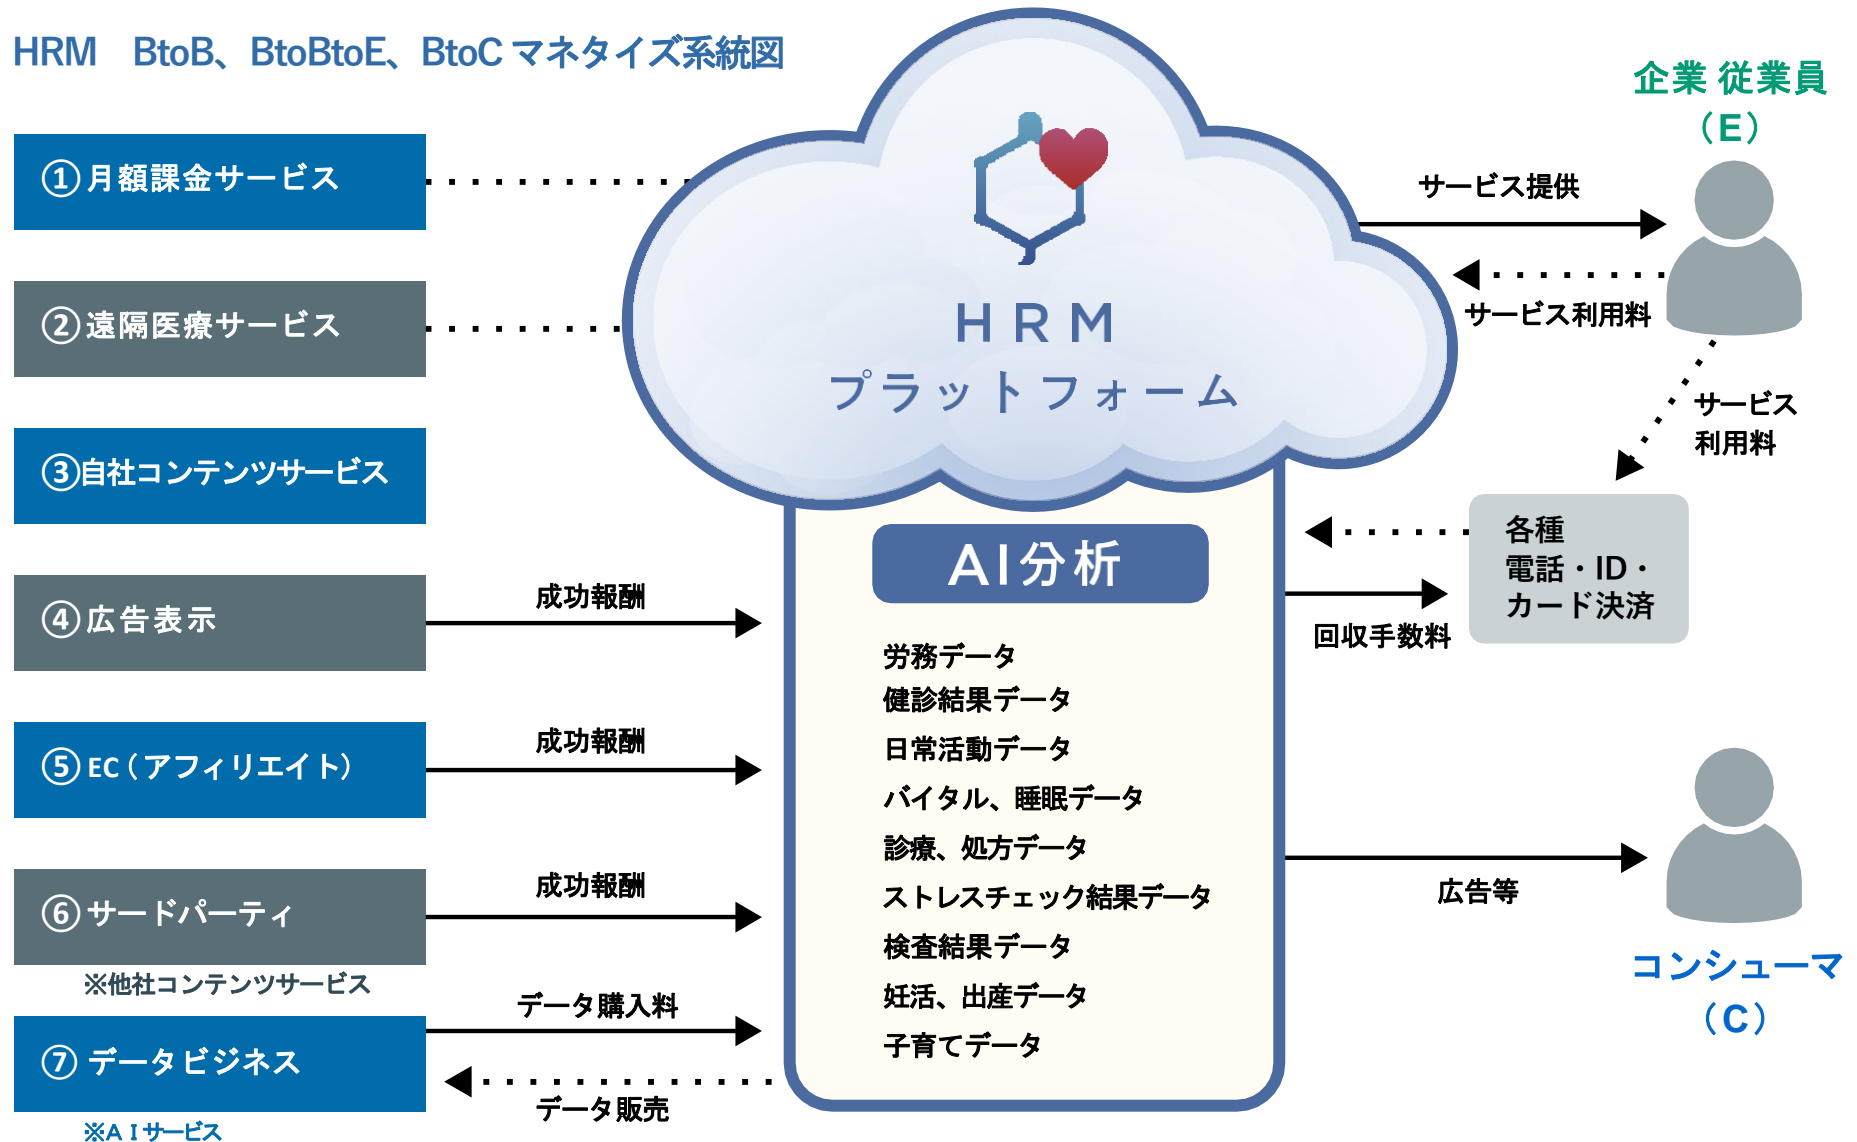 HRM　BtoB、BtoBtoE、BtoCマネタイズ系統図
①月額課金サービス
②遠隔医療サービス
③自社コンテンツサービス
④広告表示
成功報酬
⑤EC（アフィリエイト）
成功報酬
⑥サードパーティ
成功報酬
※他社コンテンツサービス
データ購入料
⑦データビジネス
データ販売
※AIサービス
HRM
プラットフォーム
AI分析
労務データ
健診結果データ
日常活動データ
バイタル、睡眠データ
診療、処方データ
ストレスチェック結果データ
検査結果データ
妊活、出産データ
子育てデータ
企業 従業員
（E）
サービス提供
サービス利用料
サービス
利用料
各種
電話・ID・
カード決済
回収手数料
広告等
コンシューマ
（C）